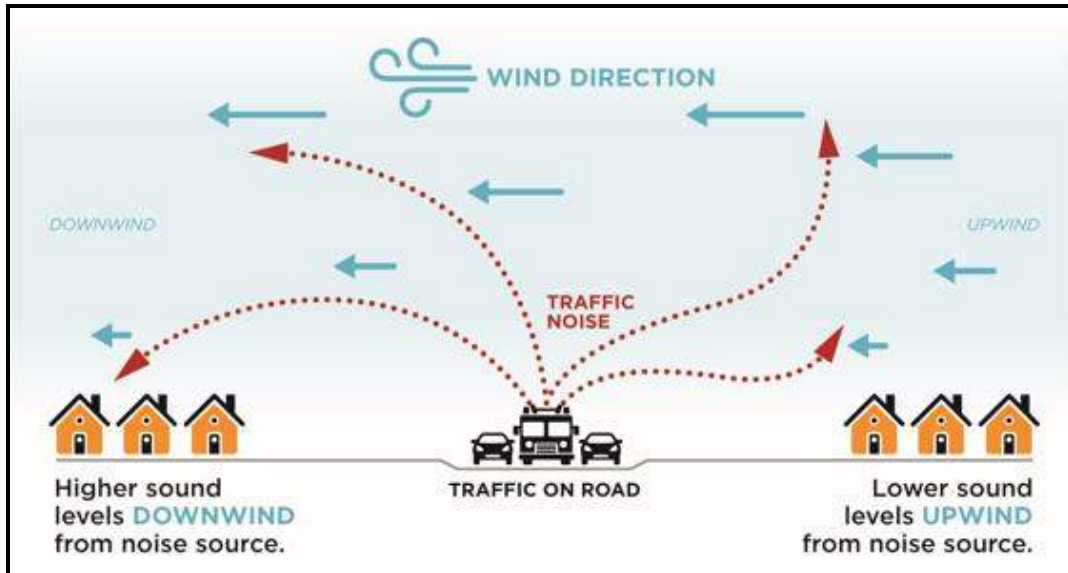 WIND DIRECTION
DOWNWIND
UPWIND
TRAFFIC
NOISE
TRAFFIC ON ROAD
Higher sound
levels DOWNWIND
from noise source.
Lower sound
levels UPWIND
from noise source.